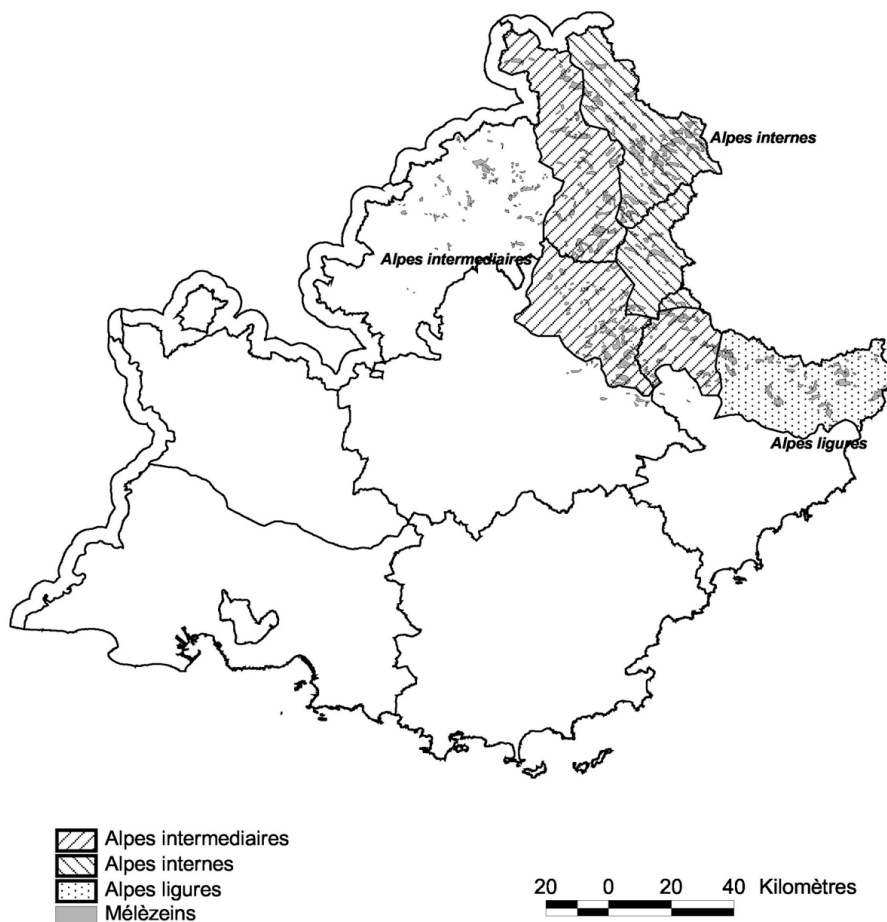 Alpes internes
Alpes intermediaires
Alpes ligures
Alpes intermediaires
Alpes internes
Alpes ligures
Mélèzeins
20 0 20 40 Kilomètres